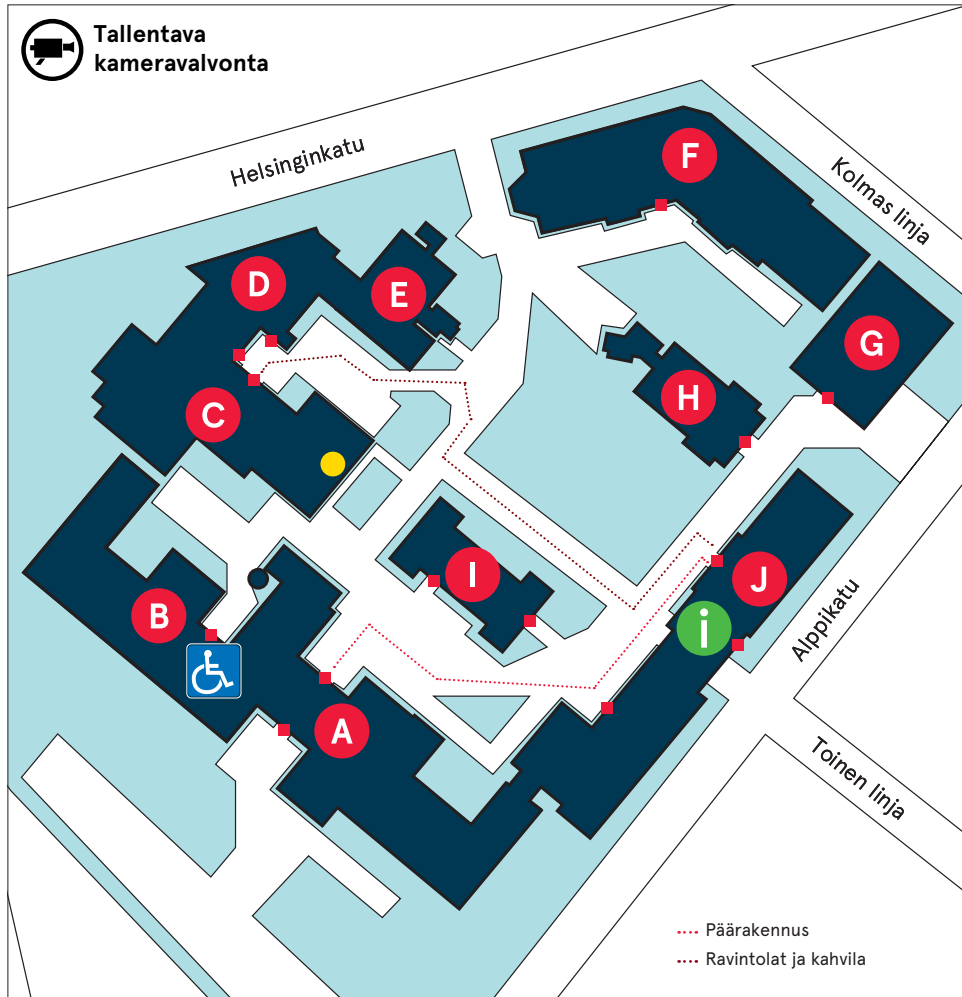 Tallentava
kameravalvonta
Helsinginkatu
F
Kolmas linja
D
E
G
C
H
I
J
B
i
Alppikatu
A
Toinen linja
Päärakennus
Ravintolat ja kahvila